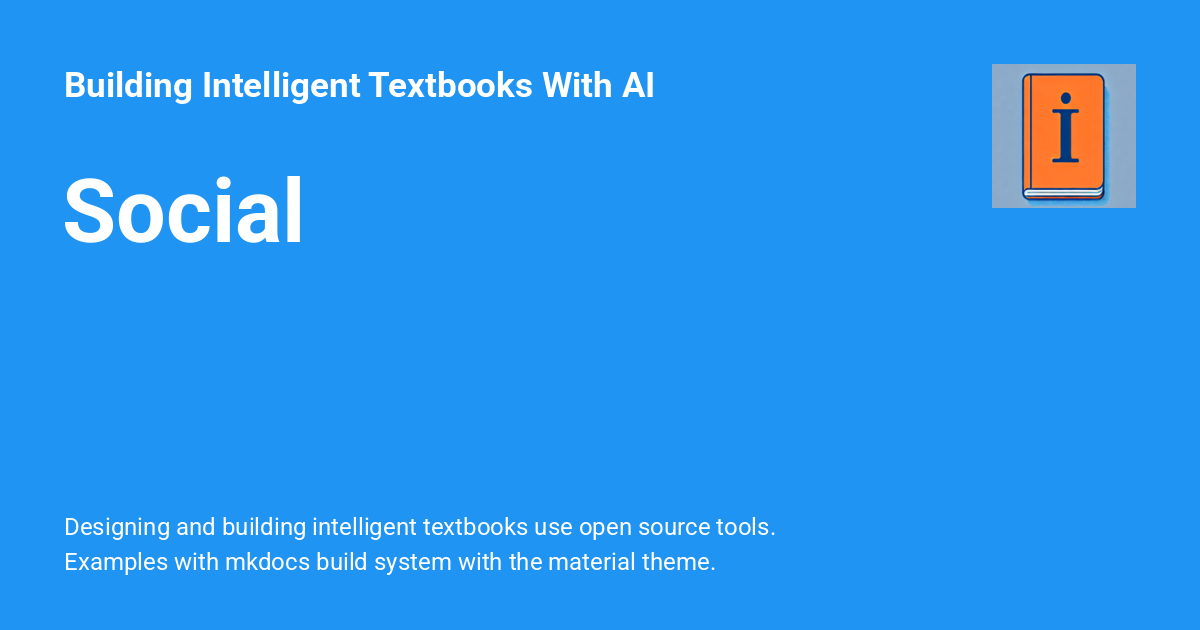 Building Intelligent Textbooks With AI
i
Social
Designing and building intelligent textbooks use open source tools.
Examples with mkdocs build system with the material theme.